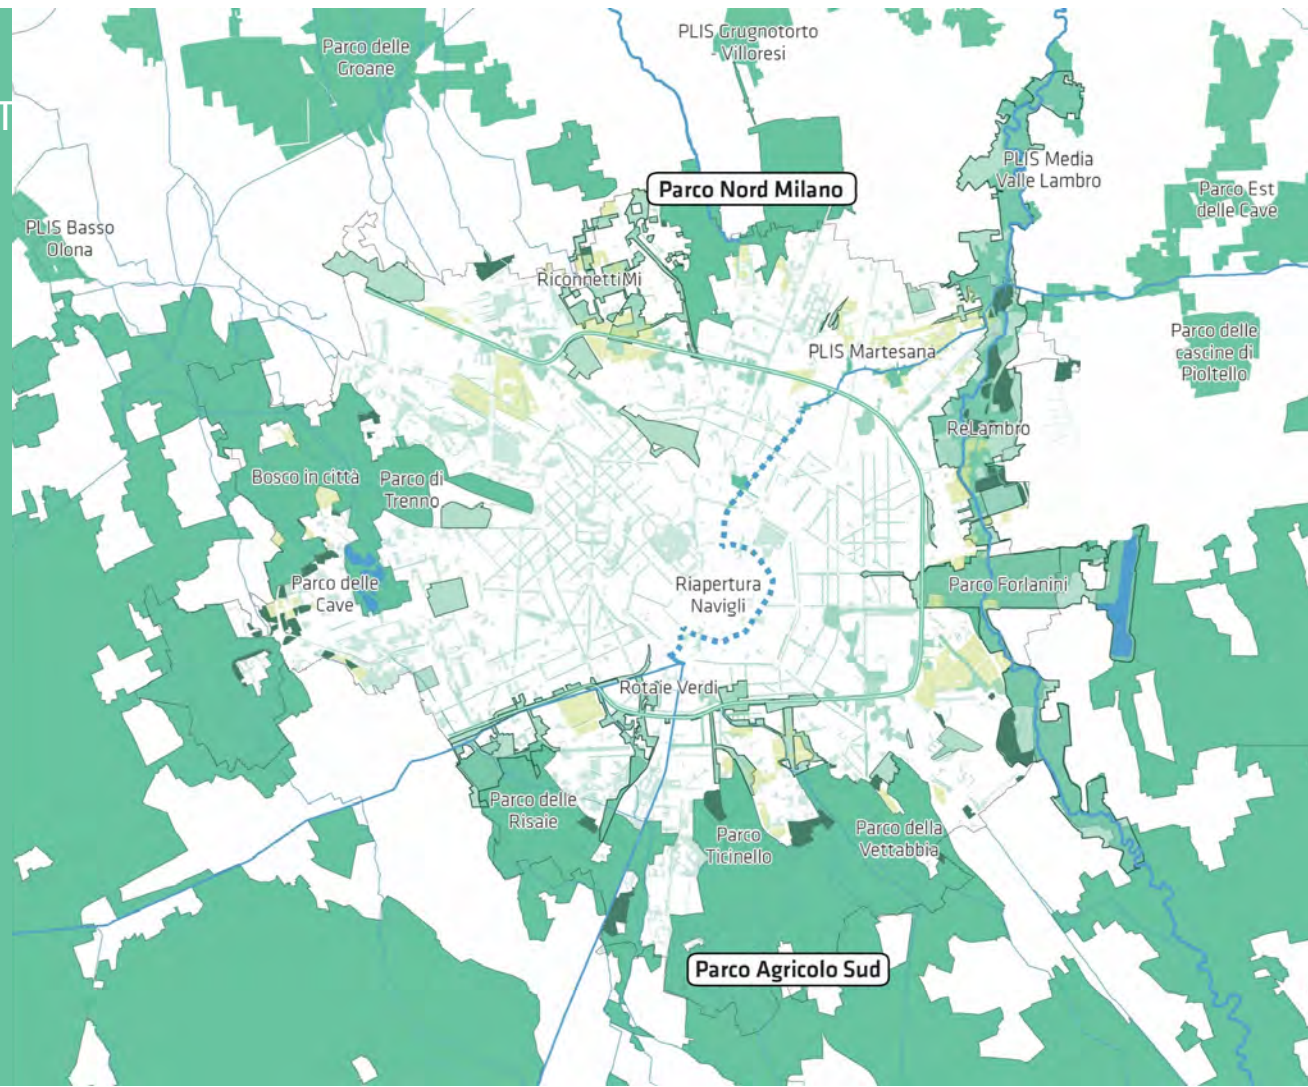 Parco delle
Groane
PLIS Grugnotorto
Villoresi
T
PLIS Media
Valle Lambro
Parco Nord Milano
Parco Est
delle Cave
PLIS Basso
Olona
RiconnettiMi
Parco delle
cascine di
Pioltello
PLIS Martesana
ReLambro
Bosco in città
Parco di
Trenno
Parco delle
Cave
Riapertura
Navigli
Parco Forlanini
Rotaie Verdi
Parco delle
Risaie
Parco
Ticinello
Parco della
Vettabbia
Parco Agricolo Sud